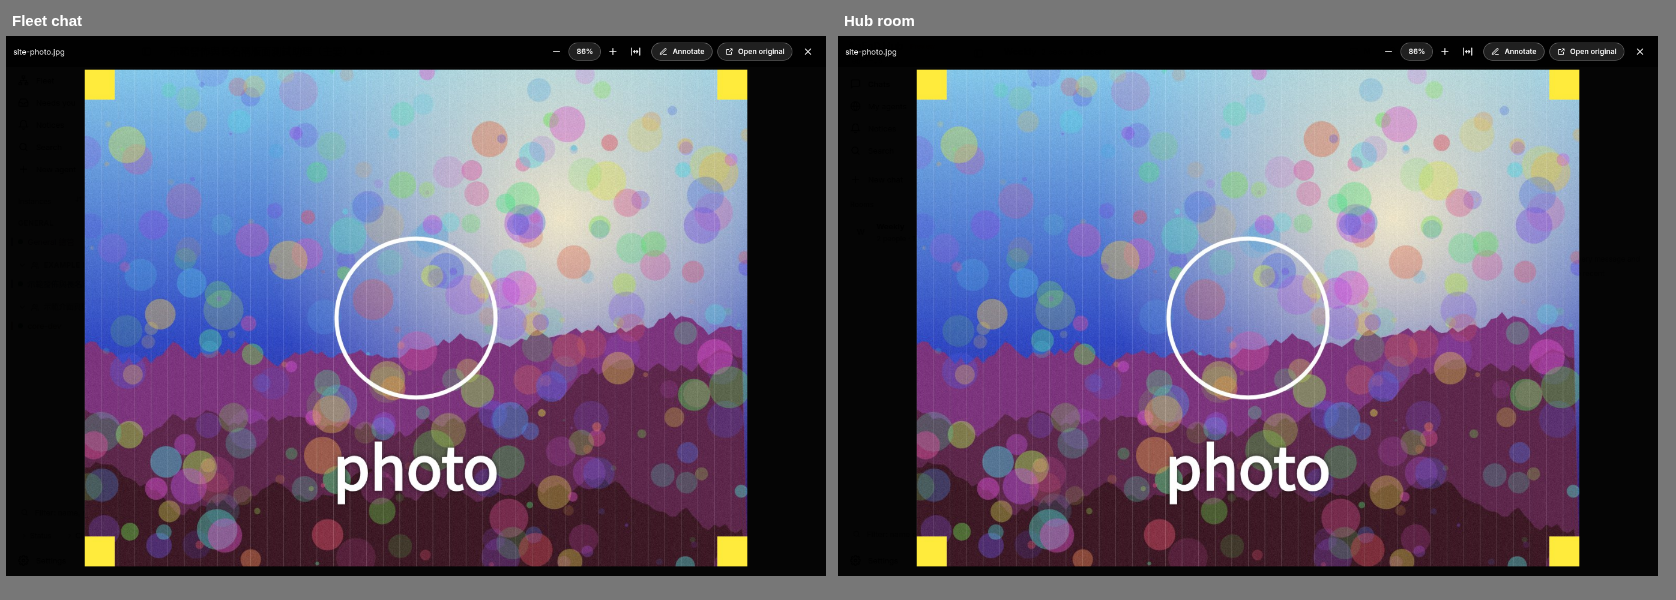 Fleet chat
site-photo.jpg
86%
Annotate
Open original
photo
Hub room
site-photo.jpg
86%
Annotate
Open original
photo